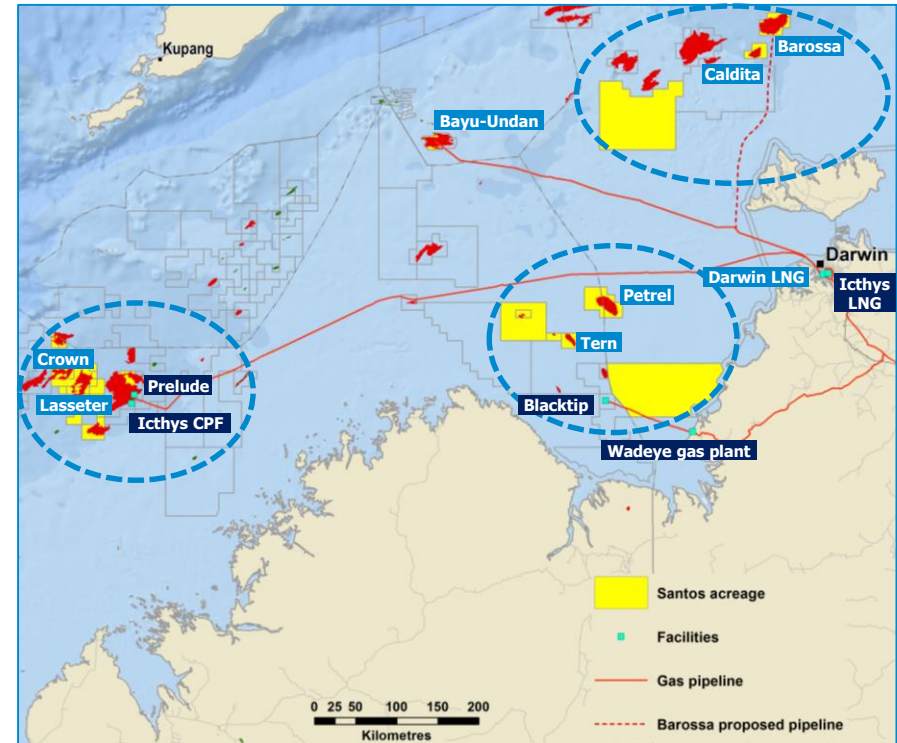 Kupang
Barossa
Caldita
Bayu-Undan
Darwin
Darwin LNG
Icthys
LNG
Petrel
Tern
Crown
Prelude
Lasseter
Icthys CPF
Blacktip
Wadeye gas plant
Santos acreage
Facilities
Gas pipeline
Barossa proposed pipeline
0 25 50 100 150 200
Kilometres